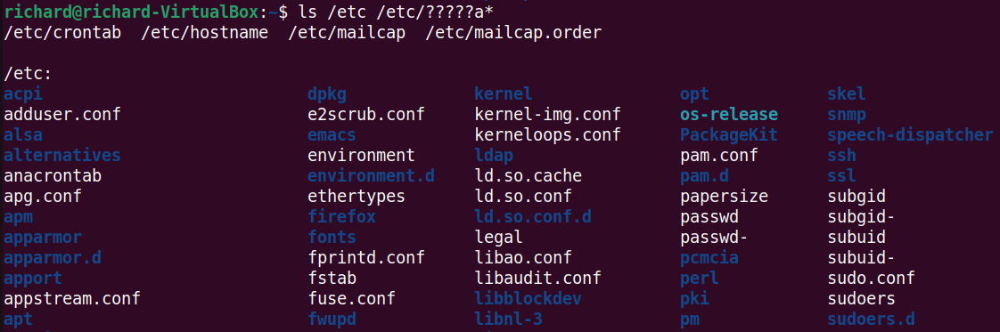 richard@richard-VirtualBox:~$ ls /etc /etc/?????a*
/etc/crontab /etc/hostname /etc/mailcap /etc/mailcap.order
/etc:
acpi dpkg kernel opt skel
adduser.conf e2scrub.conf kernel-img.conf os-release snmp
alsa emacs kerneloops.conf PackageKit speech-dispatcher
alternatives environment ldap pam.conf ssh
anacrontab environment.d ld.so.cache pam.d ssl
apg.conf ethertypes ld.so.conf papersize subgid
apm firefox ld.so.conf.d passwd subgid-
apparmor fonts legal passwd- subuid
apparmor.d fprintd.conf libao.conf pcmcia subuid-
apport fstab libaudit.conf perl sudo.conf
appstream.conf fuse.conf libblockdev pki sudoers
apt fwupd libnl-3 pm sudoers.d